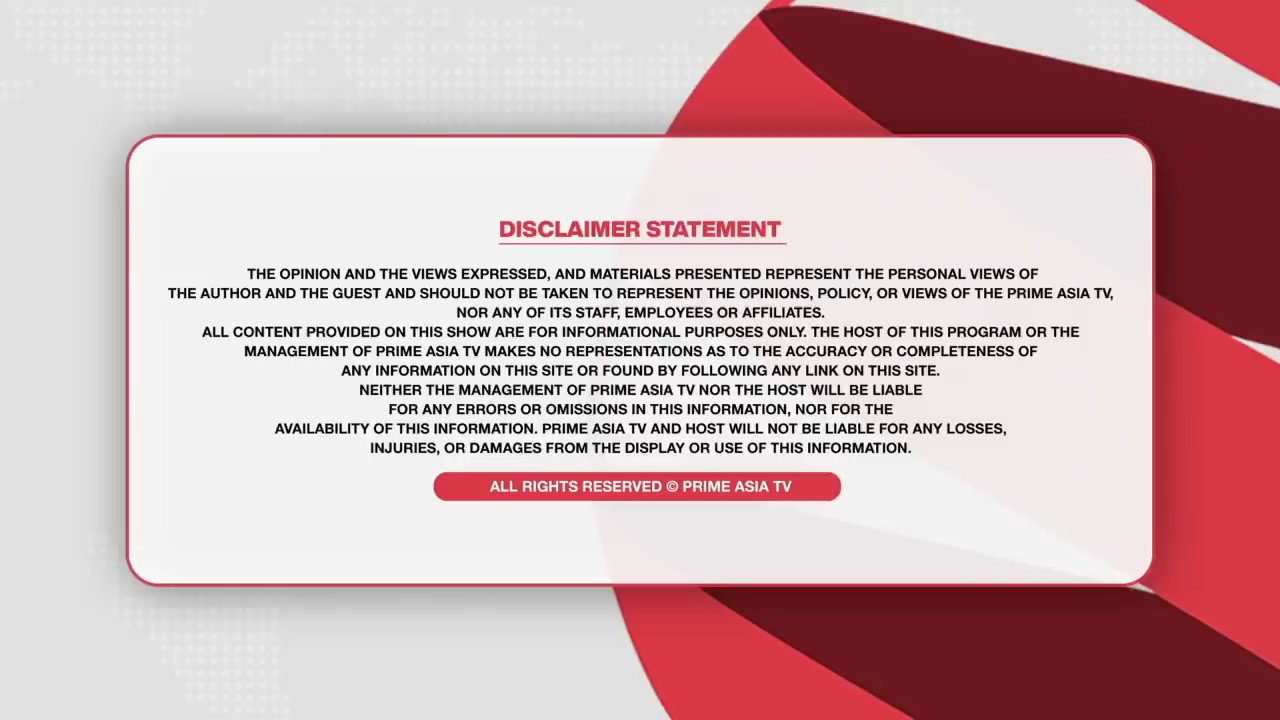 DISCLAIMER STATEMENT
THE OPINION AND THE VIEWS EXPRESSED, AND MATERIALS PRESENTED REPRESENT THE PERSONAL VIEWS OF
THE AUTHOR AND THE GUEST AND SHOULD NOT BE TAKEN TO REPRESENT THE OPINIONS, POLICY, OR VIEWS OF THE PRIME ASIA TV,
NOR ANY OF ITS STAFF, EMPLOYEES OR AFFILIATES.
ALL CONTENT PROVIDED ON THIS SHOW ARE FOR INFORMATIONAL PURPOSES ONLY. THE HOST OF THIS PROGRAM OR THE
MANAGEMENT OF PRIME ASIA TV MAKES NO REPRESENTATIONS AS TO THE ACCURACY OR COMPLETENESS OF
ANY INFORMATION ON THIS SITE OR FOUND BY FOLLOWING ANY LINK ON THIS SITE.
NEITHER THE MANAGEMENT OF PRIME ASIA TV NOR THE HOST WILL BE LIABLE
FOR ANY ERRORS OR OMISSIONS IN THIS INFORMATION, NOR FOR THE
AVAILABILITY OF THIS INFORMATION. PRIME ASIA TV AND HOST WILL NOT BE LIABLE FOR ANY LOSSES,
INJURIES, OR DAMAGES FROM THE DISPLAY OR USE OF THIS INFORMATION.
ALL RIGHTS RESERVED © PRIME ASIA TV